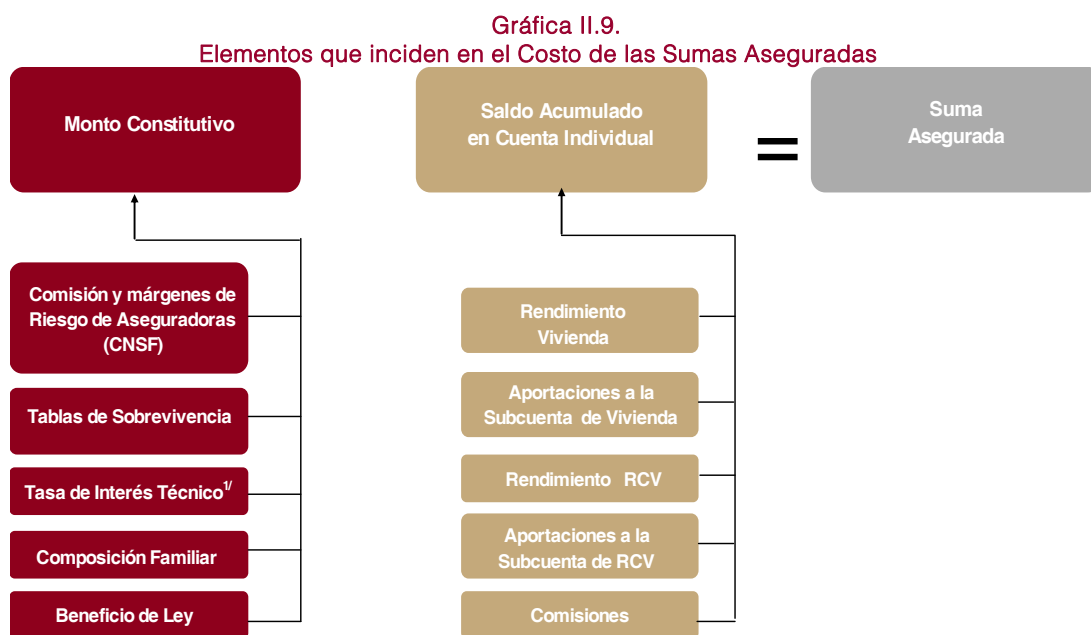 Gráfica II.9.
Elementos que inciden en el Costo de las Sumas Aseguradas
Monto Constitutivo
Saldo Acumulado
en Cuenta Individual
=
Suma
Asegurada
Comisión y márgenes de
Riesgo de Aseguradoras
(CNSF)
Tablas de Sobrevivencia
Tasa de Interés Técnico1/
Composición Familiar
Beneficio de Ley
Rendimiento
Vivienda
Aportaciones a la
Subcuenta de Vivienda
Rendimiento RCV
Aportaciones a la
Subcuenta de RCV
Comisiones